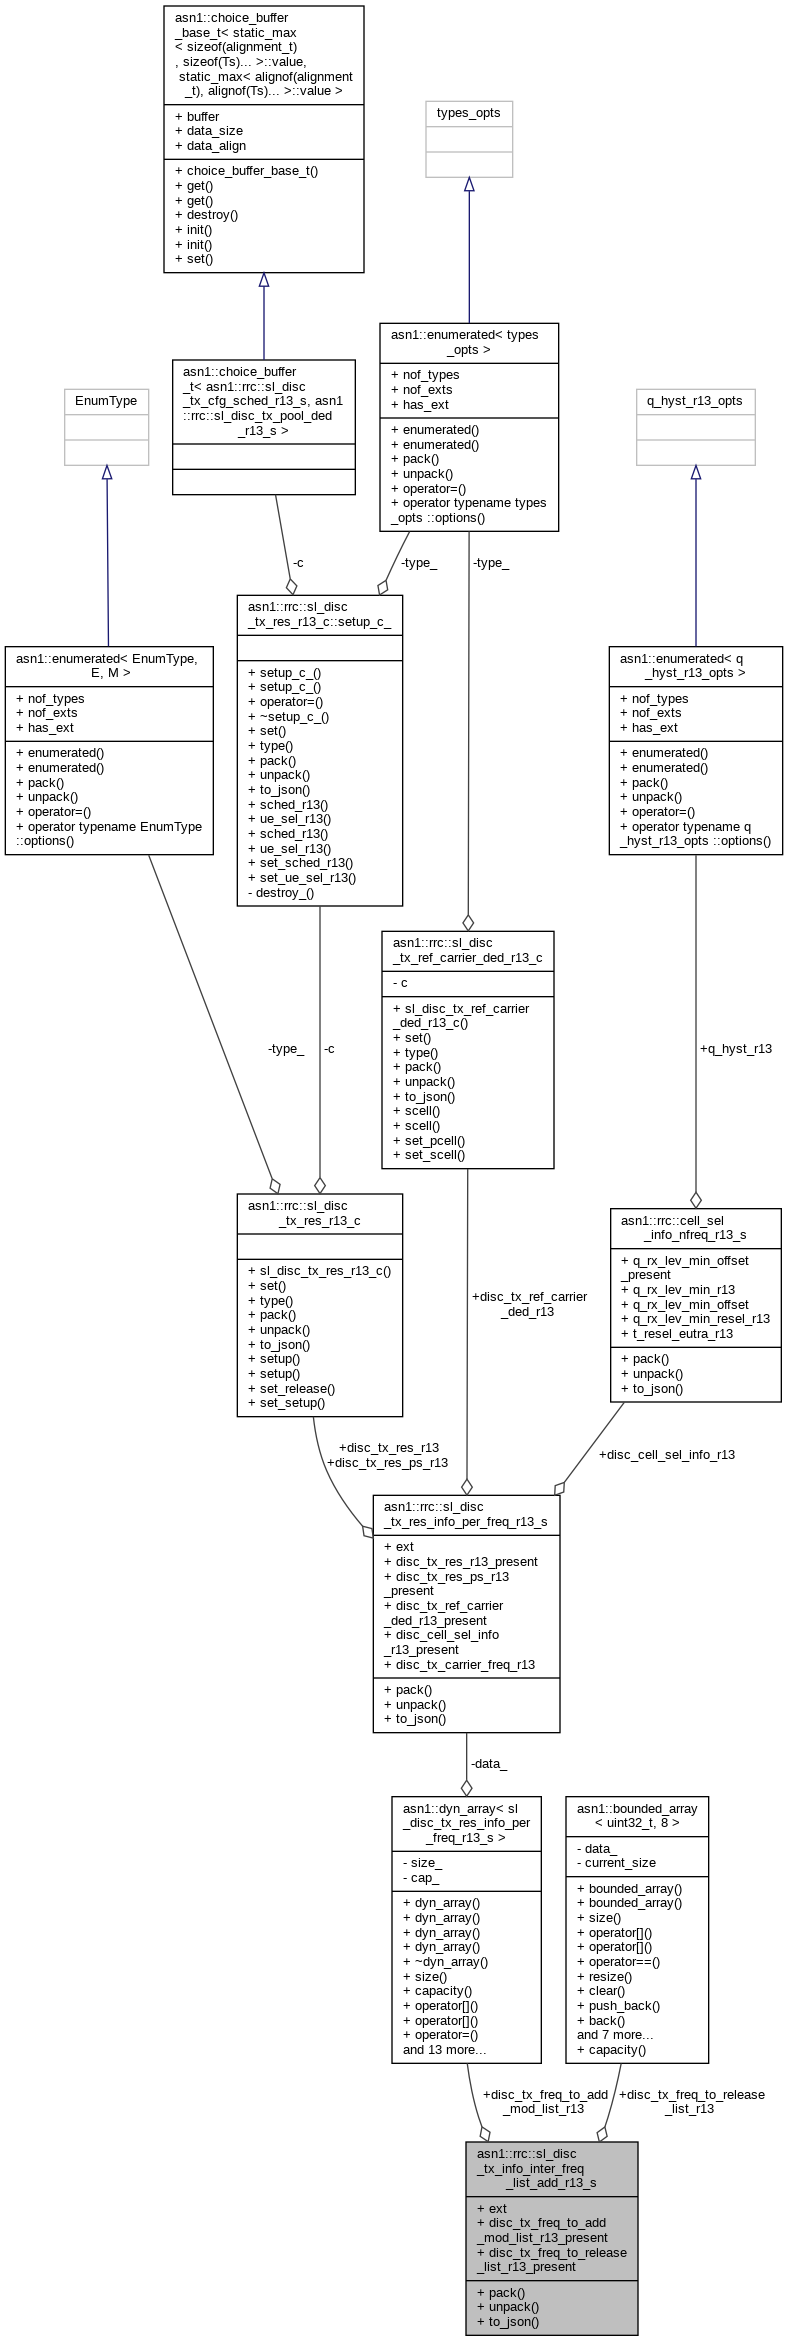 asn1::choice_buffer
_base_t< static_max
< sizeof(alignment_t)
, sizeof(Ts)... >::value,
static_max< alignof(alignment
_t), alignof(Ts)... >::value >
+ buffer
+ data_size
+ data_align
+ choice_buffer_base_t()
+ get()
+ get()
+ destroy()
+ init()
+ init()
+ set()
types_opts
asn1::enumerated< types
_opts >
+ nof_types
+ nof_exts
+ has_ext
+ enumerated()
+ enumerated()
+ pack()
+ unpack()
+ operator=()
+ operator typename types
_opts ::options()
asn1::choice_buffer
_t< asn1::rrc::sl_disc
_tx_cfg_sched_r13_s, asn1
::rrc::sl_disc_tx_pool_ded
_r13_s >
EnumType
q_hyst_r13_opts
-c
-type_
-type_
asn1::rrc::sl_disc
_tx_res_r13_c::setup_c_
+ setup_c_()
+ setup_c_()
+ operator=()
+ ~setup_c_()
+ set()
+ type()
+ pack()
+ unpack()
+ to_json()
+ sched_r13()
+ ue_sel_r13()
+ sched_r13()
+ ue_sel_r13()
+ set_sched_r13()
+ set_ue_sel_r13()
- destroy_()
asn1::enumerated< EnumType,
E, M >
+ nof_types
+ nof_exts
+ has_ext
+ enumerated()
+ enumerated()
+ pack()
+ unpack()
+ operator=()
+ operator typename EnumType
::options()
asn1::enumerated< q
_hyst_r13_opts >
+ nof_types
+ nof_exts
+ has_ext
+ enumerated()
+ enumerated()
+ pack()
+ unpack()
+ operator=()
+ operator typename q
_hyst_r13_opts ::options()
asn1::rrc::sl_disc
_tx_ref_carrier_ded_r13_c
- c
+ sl_disc_tx_ref_carrier
_ded_r13_c()
+ set()
+ type()
+ pack()
+ unpack()
+ to_json()
+ scell()
+ scell()
+ set_pcell()
+ set_scell()
-type_
-c
+q_hyst_r13
asn1::rrc::sl_disc
_tx_res_r13_c
+ sl_disc_tx_res_r13_c()
+ set()
+ type()
+ pack()
+ unpack()
+ to_json()
+ setup()
+ setup()
+ set_release()
+ set_setup()
asn1::rrc::cell_sel
_info_nfreq_r13_s
+ q_rx_lev_min_offset
_present
+ q_rx_lev_min_r13
+ q_rx_lev_min_offset
+ q_rx_lev_min_resel_r13
+ t_resel_eutra_r13
+ pack()
+ unpack()
+ to_json()
+disc_tx_ref_carrier
_ded_r13
+disc_tx_res_r13
+disc_tx_res_ps_r13
+disc_cell_sel_info_r13
asn1::rrc::sl_disc
_tx_res_info_per_freq_r13_s
+ ext
+ disc_tx_res_r13_present
+ disc_tx_res_ps_r13
_present
+ disc_tx_ref_carrier
_ded_r13_present
+ disc_cell_sel_info
_r13_present
+ disc_tx_carrier_freq_r13
+ pack()
+ unpack()
+ to_json()
-data_
asn1::dyn_array< sl
_disc_tx_res_info_per
_freq_r13_s >
- size_
- cap_
+ dyn_array()
+ dyn_array()
+ dyn_array()
+ dyn_array()
+ ~dyn_array()
+ size()
+ capacity()
+ operator[]()
+ operator[]()
+ operator=()
and 13 more...
asn1::bounded_array
< uint32_t, 8 >
- data_
- current_size
+ bounded_array()
+ bounded_array()
+ size()
+ operator[]()
+ operator[]()
+ operator==()
+ resize()
+ clear()
+ push_back()
+ back()
and 7 more...
+ capacity()
+disc_tx_freq_to_add
_mod_list_r13
+disc_tx_freq_to_release
_list_r13
asn1::rrc::sl_disc
_tx_info_inter_freq
_list_add_r13_s
+ ext
+ disc_tx_freq_to_add
_mod_list_r13_present
+ disc_tx_freq_to_release
_list_r13_present
+ pack()
+ unpack()
+ to_json()